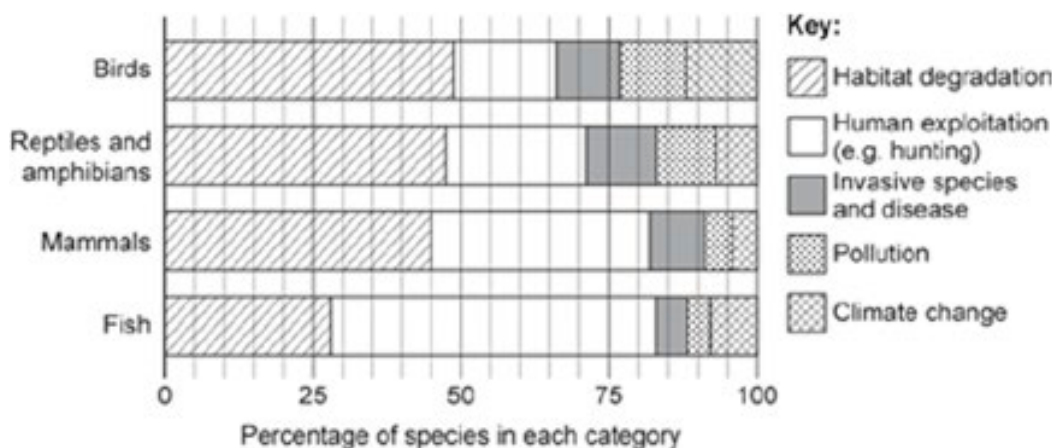 Key:
Birds
Habitat degradation
Reptiles and
amphibians
Human exploitation
(e.g. hunting)
Invasive species
and disease
Mammals
Pollution
Fish
Climate change
0 25 50 75 100
Percentage of species in each category